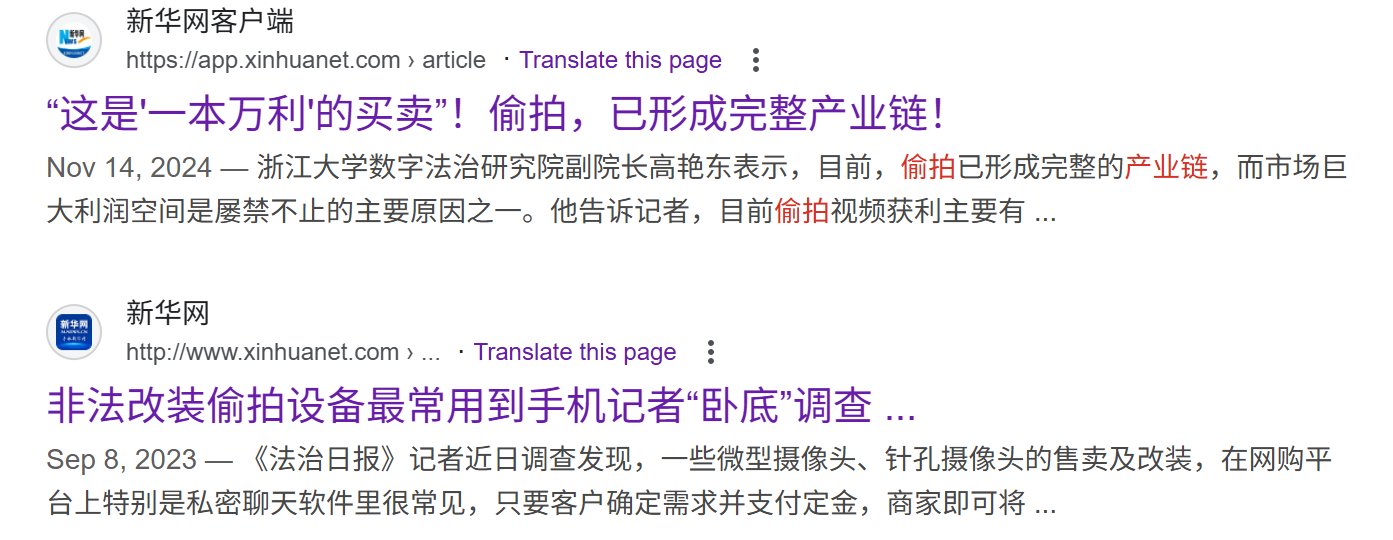 新华网客户端
https://app.xinhuanet.com › article · Translate this page
“这是'一本万利'的买卖”！偷拍，已形成完整产业链！
Nov 14, 2024 — 浙江大学数字法治研究院副院长高艳东表示，目前，偷拍已形成完整的产业链，而市场巨
大利润空间是屡禁不止的主要原因之一。他告诉记者，目前偷拍视频获利主要有 ...
新华网
http://www.xinhuanet.com › ... · Translate this page
非法改装偷拍设备最常用到手机记者“卧底”调查 ...
Sep 8, 2023 — 《法治日报》记者近日调查发现，一些微型摄像头、针孔摄像头的售卖及改装，在网购平
台上特别是私密聊天软件里很常见，只要客户确定需求并支付定金，商家即可将 ...